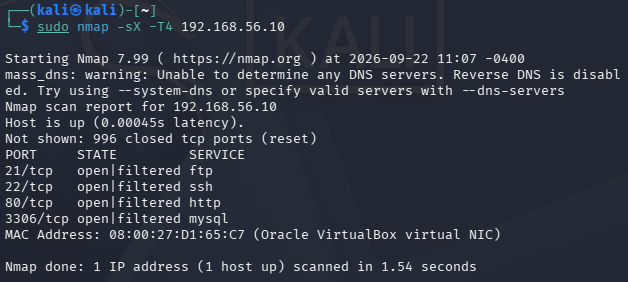 ┌──(kali㉿kali)-[~]
└─$ sudo nmap -sX -T4 192.168.56.10
Starting Nmap 7.99 ( https://nmap.org ) at 2026-09-22 11:07 -0400
mass_dns: warning: Unable to determine any DNS servers. Reverse DNS is disabl
ed. Try using --system-dns or specify valid servers with --dns-servers
Nmap scan report for 192.168.56.10
Host is up (0.00045s latency).
Not shown: 996 closed tcp ports (reset)
PORT     STATE         SERVICE
21/tcp   open|filtered ftp
22/tcp   open|filtered ssh
80/tcp   open|filtered http
3306/tcp open|filtered mysql
MAC Address: 08:00:27:D1:65:C7 (Oracle VirtualBox virtual NIC)
Nmap done: 1 IP address (1 host up) scanned in 1.54 seconds
KALI